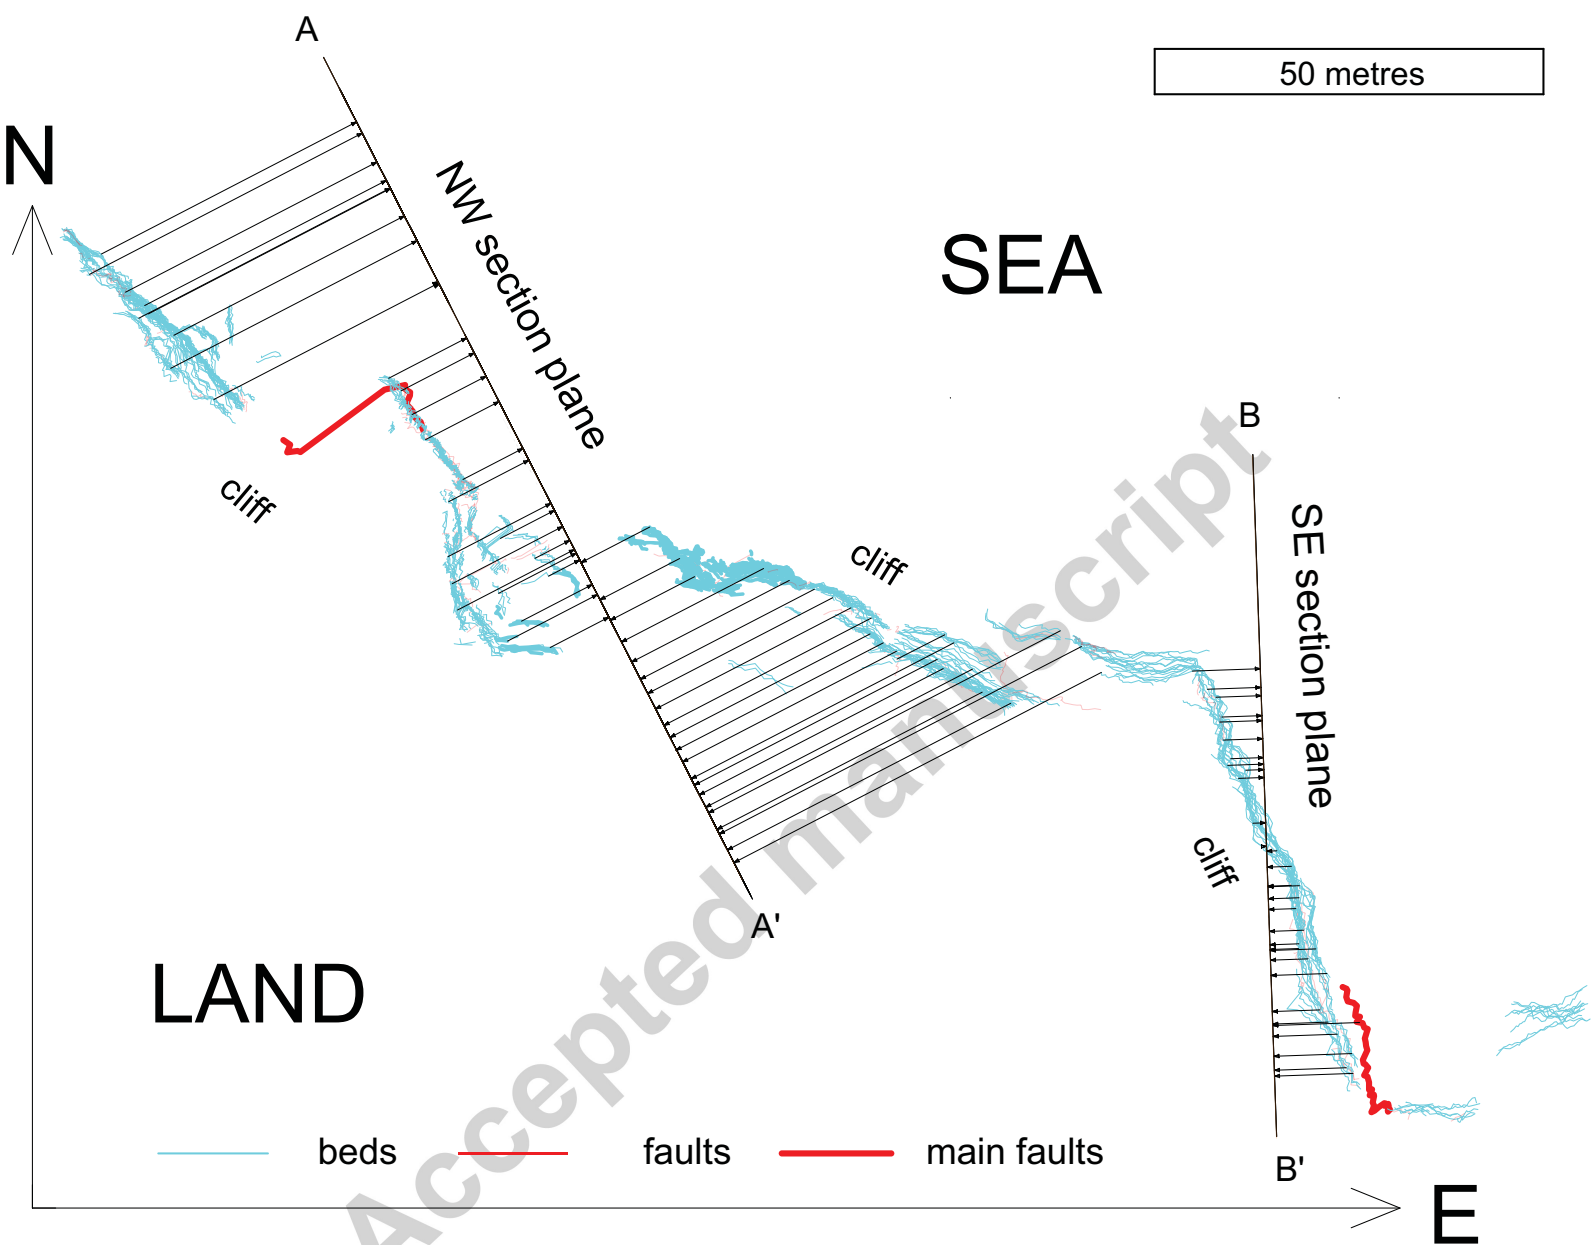 A
50 metres
N
NW section plane
SEA
B
cliff
cliff
SE section plane
cliff
A'
LAND
beds
faults
main faults
B'
E
Accepted manuscript